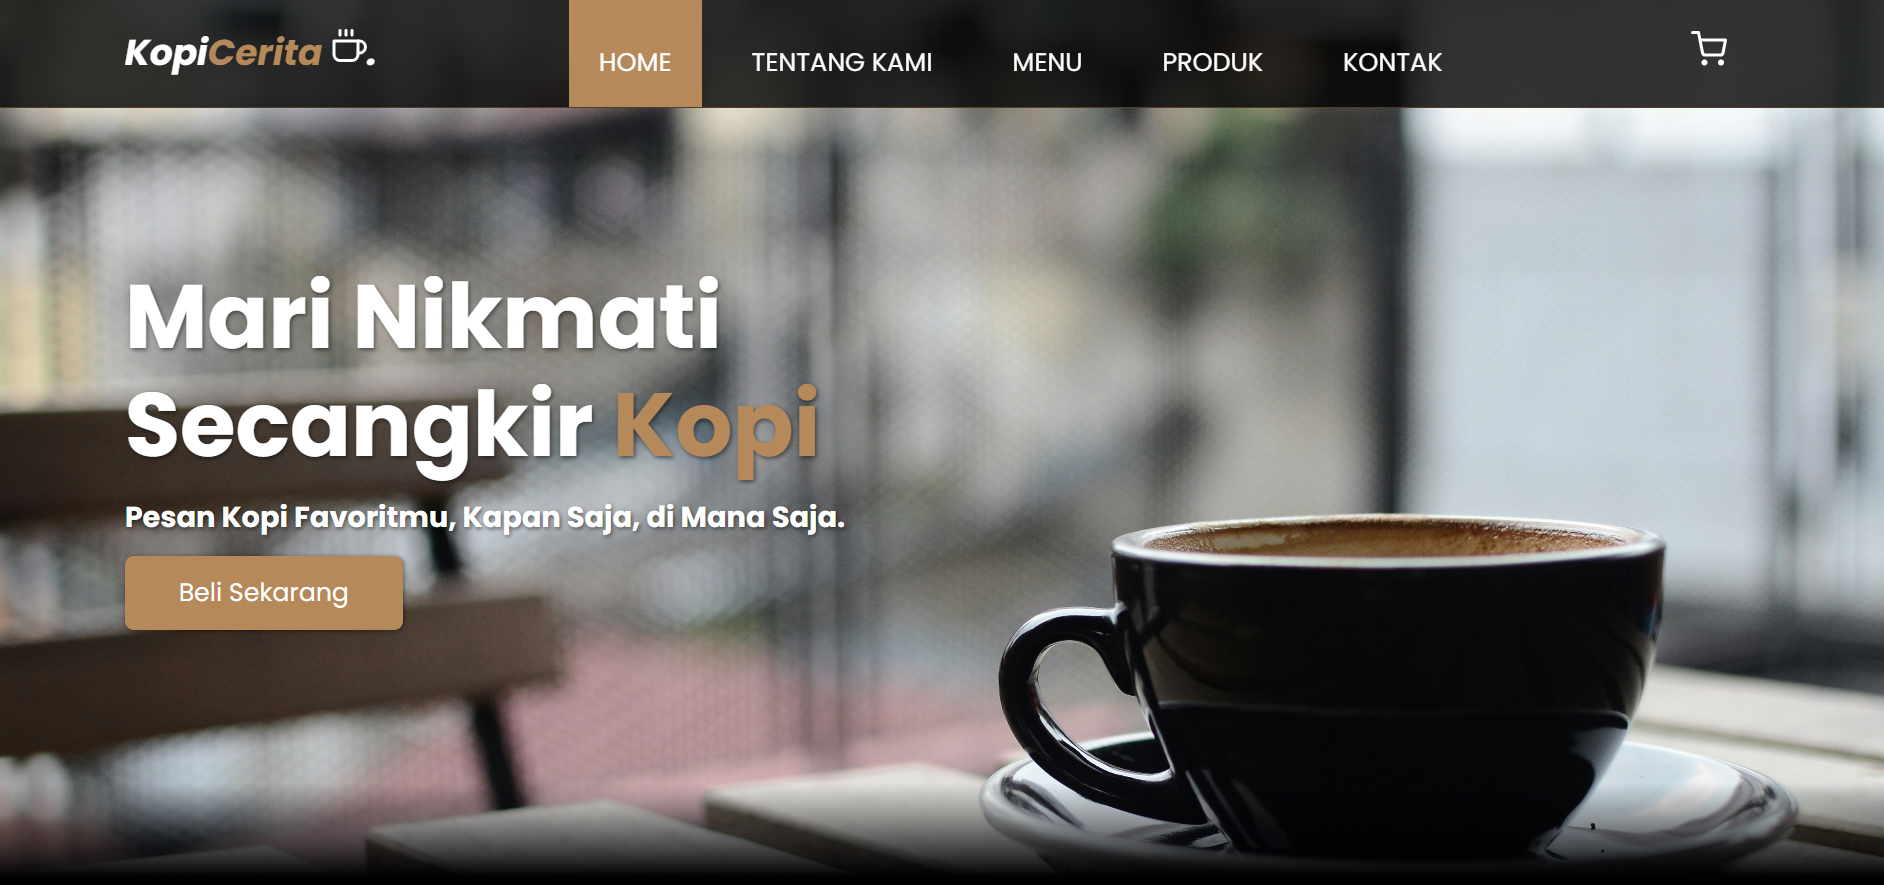 KopiCerita .
HOME
TENTANG KAMI
MENU
PRODUK
KONTAK
Mari Nikmati
Secangkir Kopi
Pesan Kopi Favoritmu, Kapan Saja, di Mana Saja.
Beli Sekarang